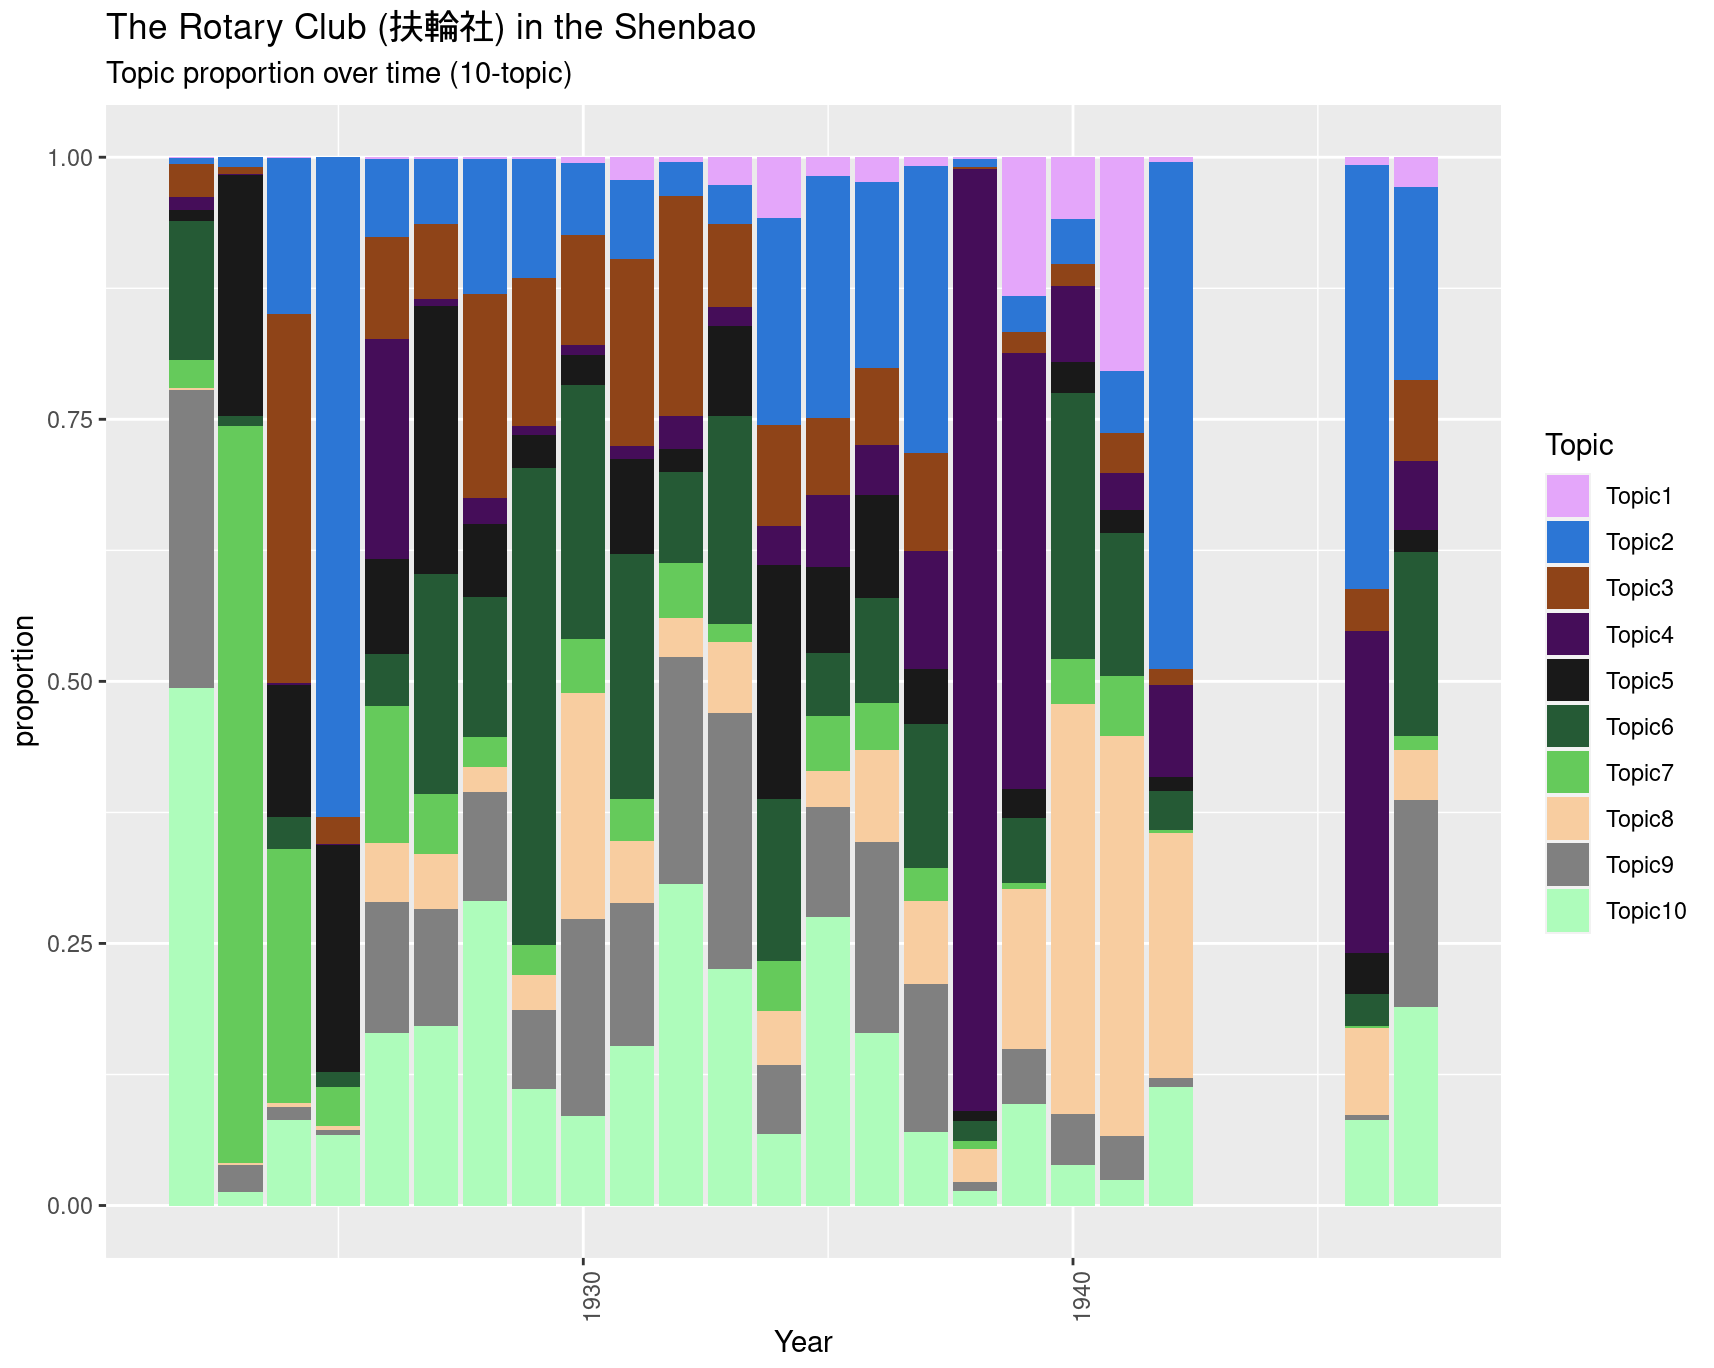 The Rotary Club (扶輪社) in the Shenbao
Topic proportion over time (10-topic)
1.00
0.75
0.50
0.25
0.00
proportion
1930
1940
Year
Topic
Topic1
Topic2
Topic3
Topic4
Topic5
Topic6
Topic7
Topic8
Topic9
Topic10